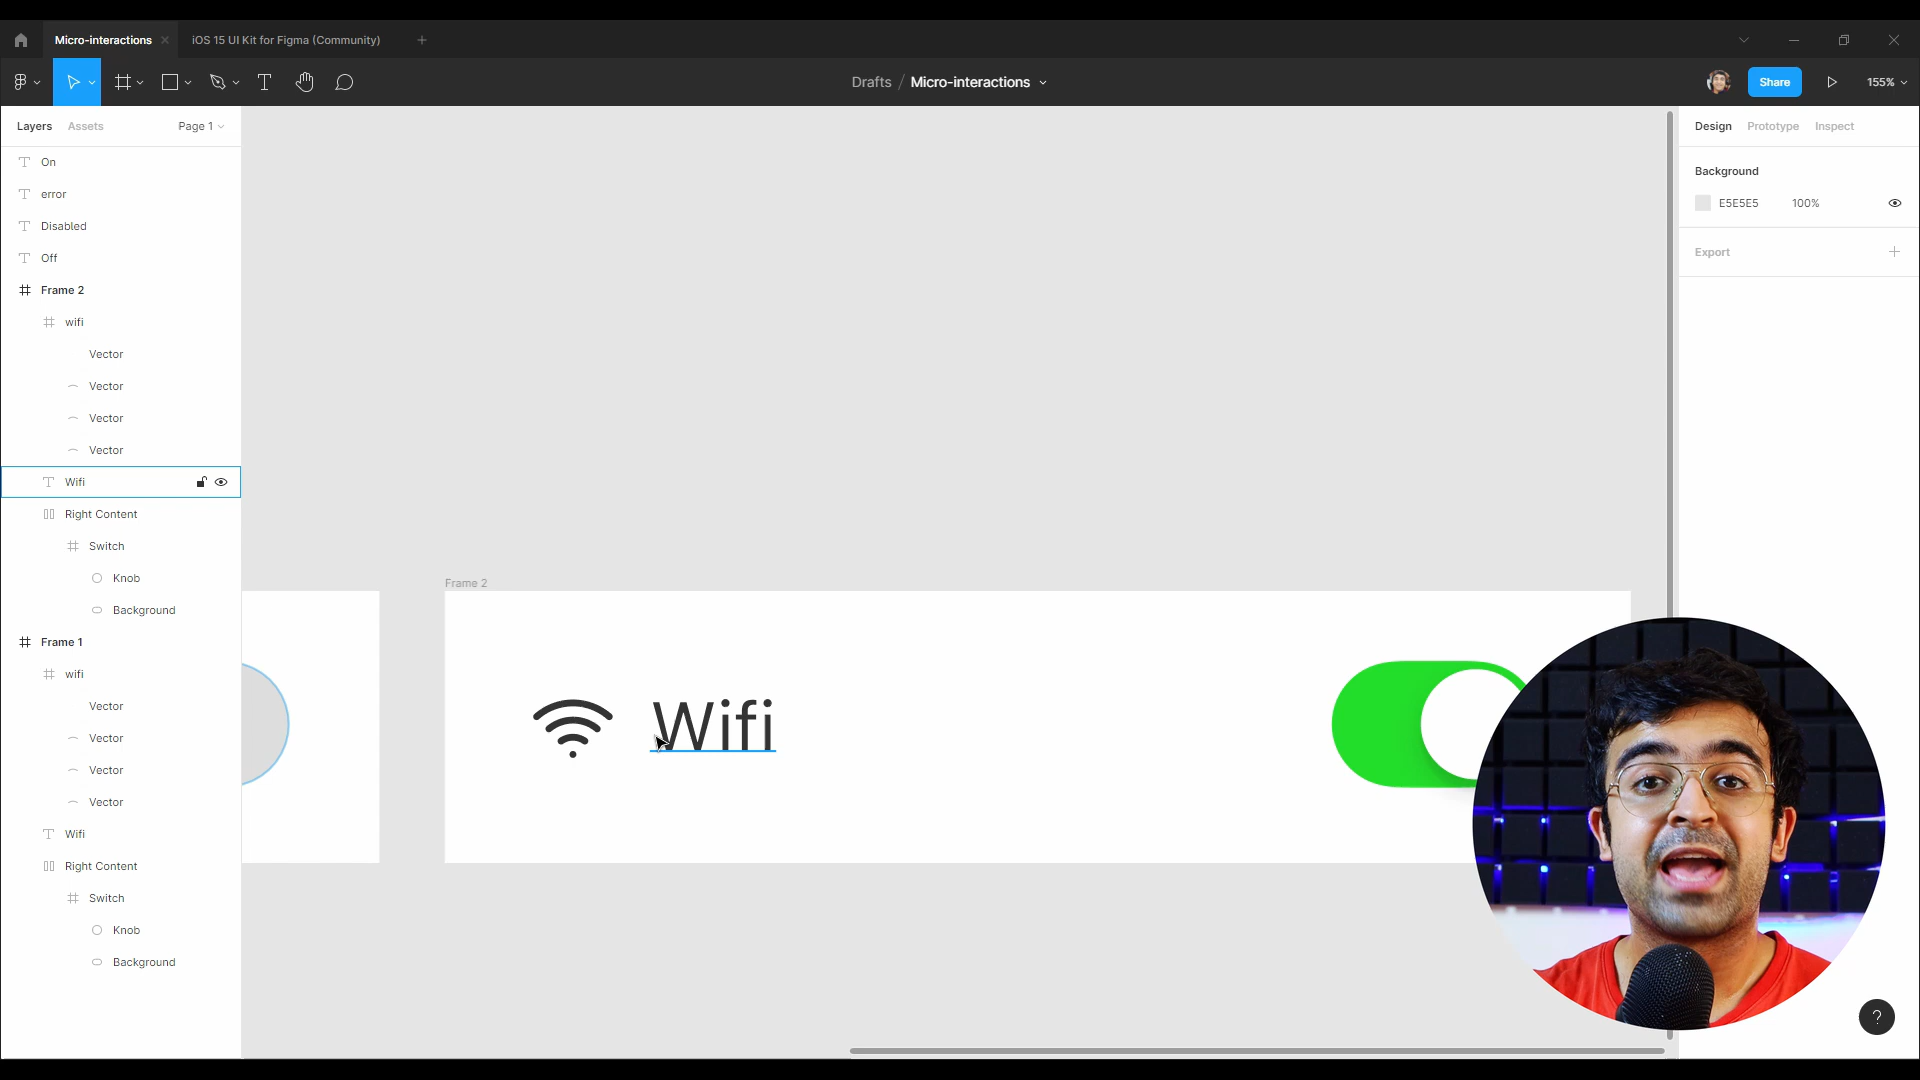 Micro-interactions
iOS 15 UI Kit for Figma (Community)
Drafts / Micro-interactions
Share
155%
Layers
Assets
Page 1
Design
Prototype
Inspect
On
error
Disabled
Off
Frame 2
wifi
Vector
Vector
Vector
Vector
Wifi
Right Content
Switch
Knob
Background
Frame 1
wifi
Vector
Vector
Vector
Vector
Wifi
Right Content
Switch
Knob
Background
Frame 2
Wifi
Background
E5E5E5 100%
Export
?